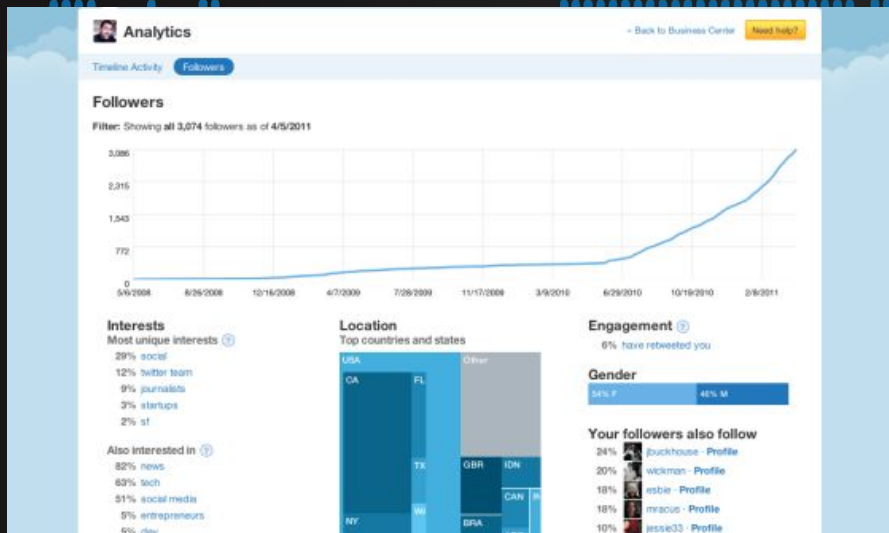 Analytics
- Back to Business Center
Need help?
Timeline Activity
Followers
Followers
Filter: Showing all 3,074 followers as of 4/5/2011
3,086
2,315
1,543
772
0
5/6/2008
8/26/2008
12/16/2008
4/7/2009
7/28/2009
11/17/2009
3/9/2010
6/29/2010
10/19/2010
2/8/2011
Interests
Most unique interests ?
29% social
12% twitter team
9% journalists
3% startups
2% sf
Also interested in ?
82% news
63% tech
51% social media
5% entrepreneurs
5% dev
Location
Top countries and states
USA
Other
CA
FL
TX
GBR
IDN
CAN
WI
NY
BRA
Engagement ?
6% have retweeted you
Gender
54% F
46% M
Your followers also follow
24% jbuckhouse · Profile
20% wickman · Profile
18% esbie · Profile
18% mracus · Profile
10% jessie33 · Profile